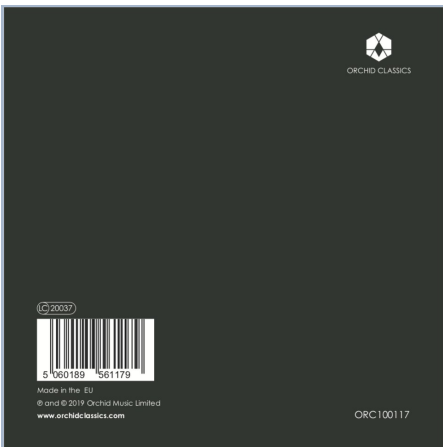 ORCHID CLASSICS
LC 20037
5 060189 561179
Made in the EU
℗ and © 2019 Orchid Music Limited
www.orchidclassics.com
ORC100117